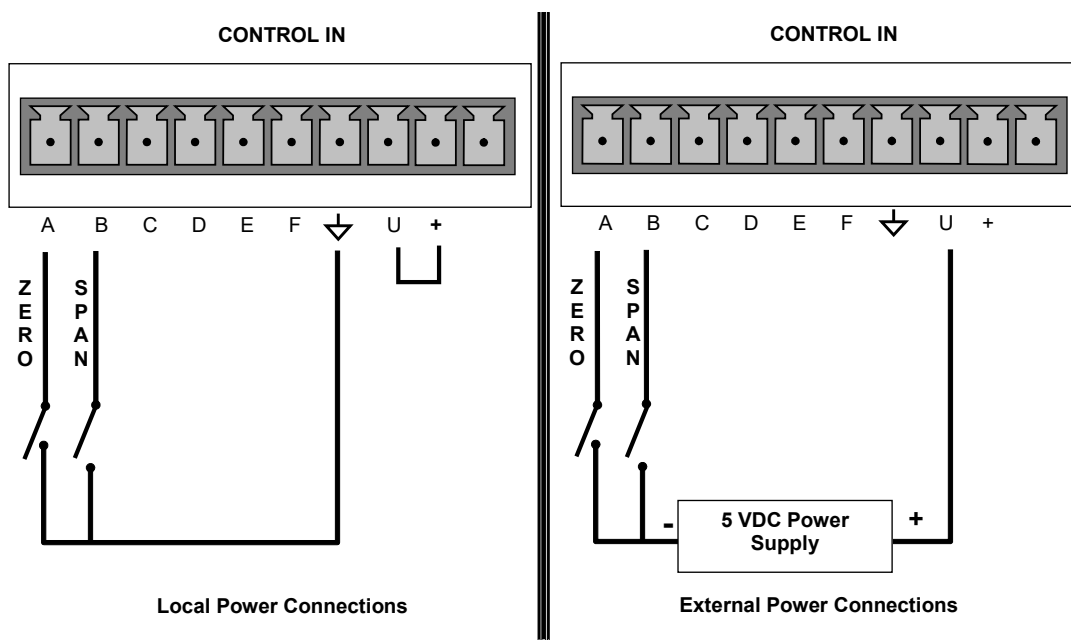 CONTROL IN
A B C D E F U +
ZERO
SPAN
Local Power Connections
CONTROL IN
A B C D E F U +
ZERO
SPAN
- 5 VDC Power +
Supply
External Power Connections